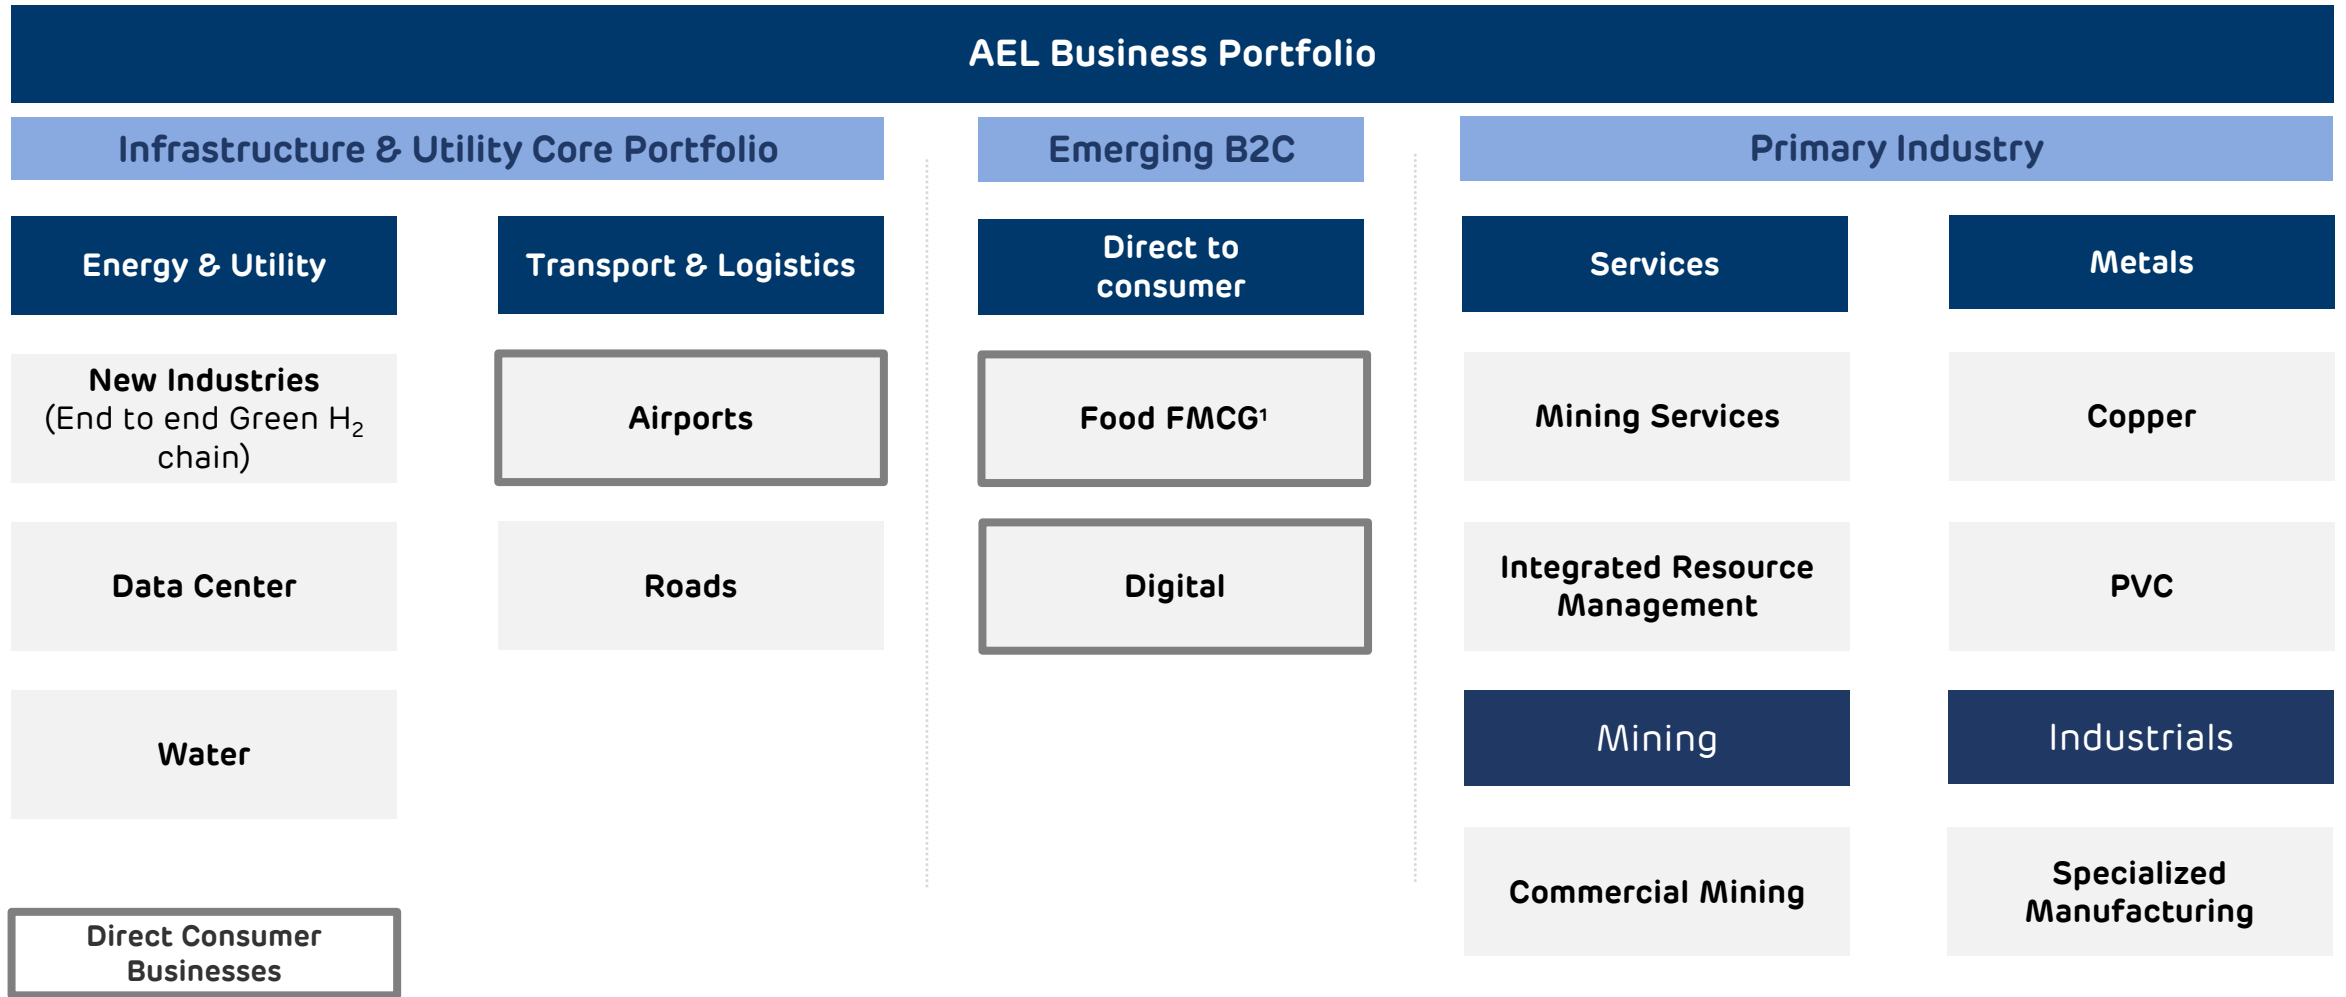 AEL Business Portfolio
Infrastructure & Utility Core Portfolio
Emerging B2C
Primary Industry
Energy & Utility
Transport & Logistics
Direct to
consumer
Services
Metals
New Industries
(End to end Green H₂
chain)
Airports
Food FMCG¹
Mining Services
Copper
Data Center
Roads
Digital
Integrated Resource
Management
PVC
Water
Mining
Industrials
Commercial Mining
Specialized
Manufacturing
Direct Consumer
Businesses